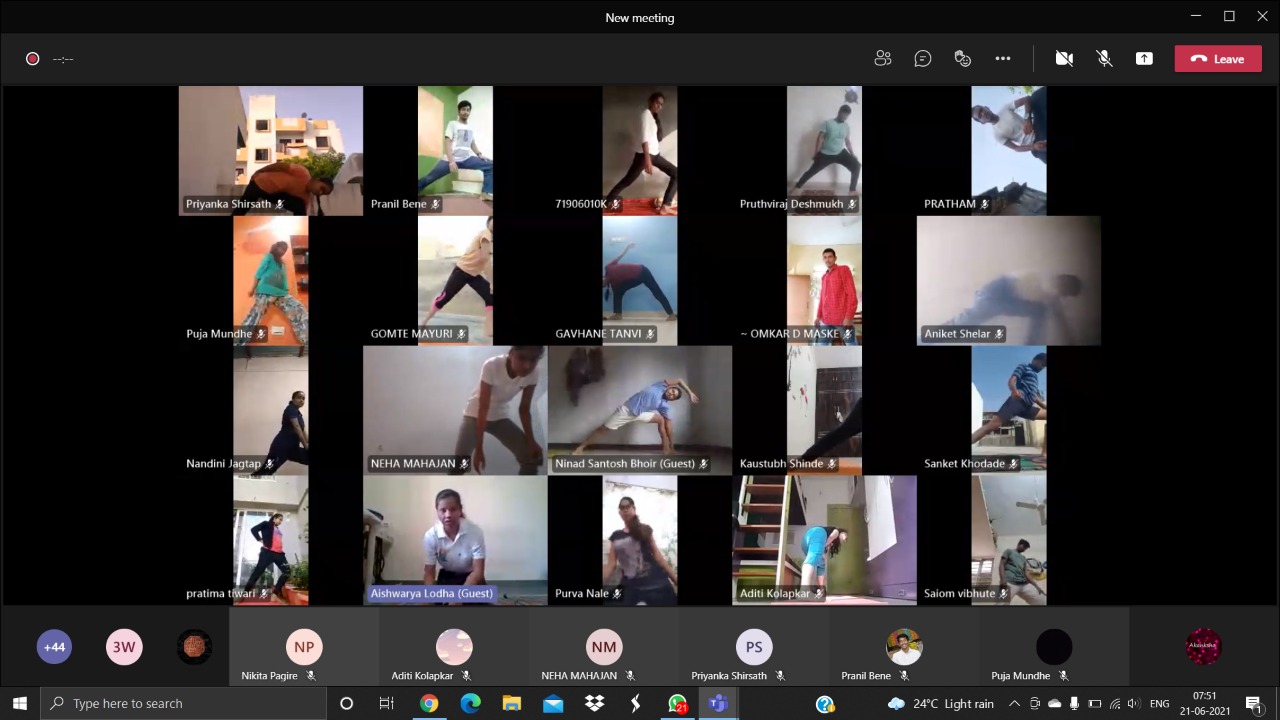 New meeting
--:--
Leave
Priyanka Shirsath
Pranil Bene
71906010K
Pruthviraj Deshmukh
PRATHAM
Puja Mundhe
GOMTE MAYURI
GAVHANE TANVI
~ OMKAR D MASKE
Aniket Shelar
Nandini Jagtap
NEHA MAHAJAN
Ninad Santosh Bhoir (Guest)
Kaustubh Shinde
Sanket Khodade
pratima tiwari
Aishwarya Lodha (Guest)
Purva Nale
Aditi Kolapkar
Saiom vibhute
+44
3W
NP
NM
PS
Nikita Pagire
Aditi Kolapkar
NEHA MAHAJAN
Priyanka Shirsath
Pranil Bene
Puja Mundhe
Type here to search
21
24°C Light rain
ENG
07:51
21-06-2021
1